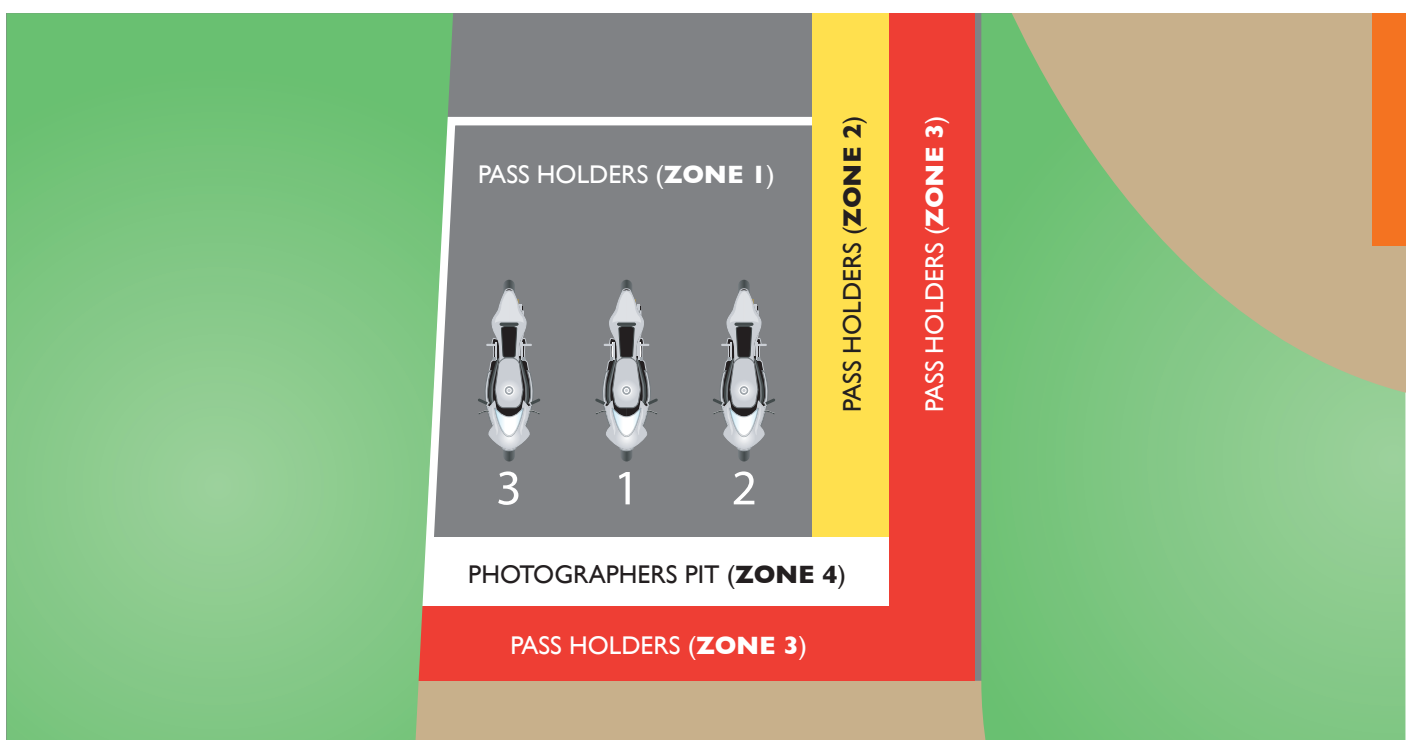 PASS HOLDERS (ZONE 1)
PASS HOLDERS (ZONE 2)
PASS HOLDERS (ZONE 3)
3
1
2
PHOTOGRAPHERS PIT (ZONE 4)
PASS HOLDERS (ZONE 3)